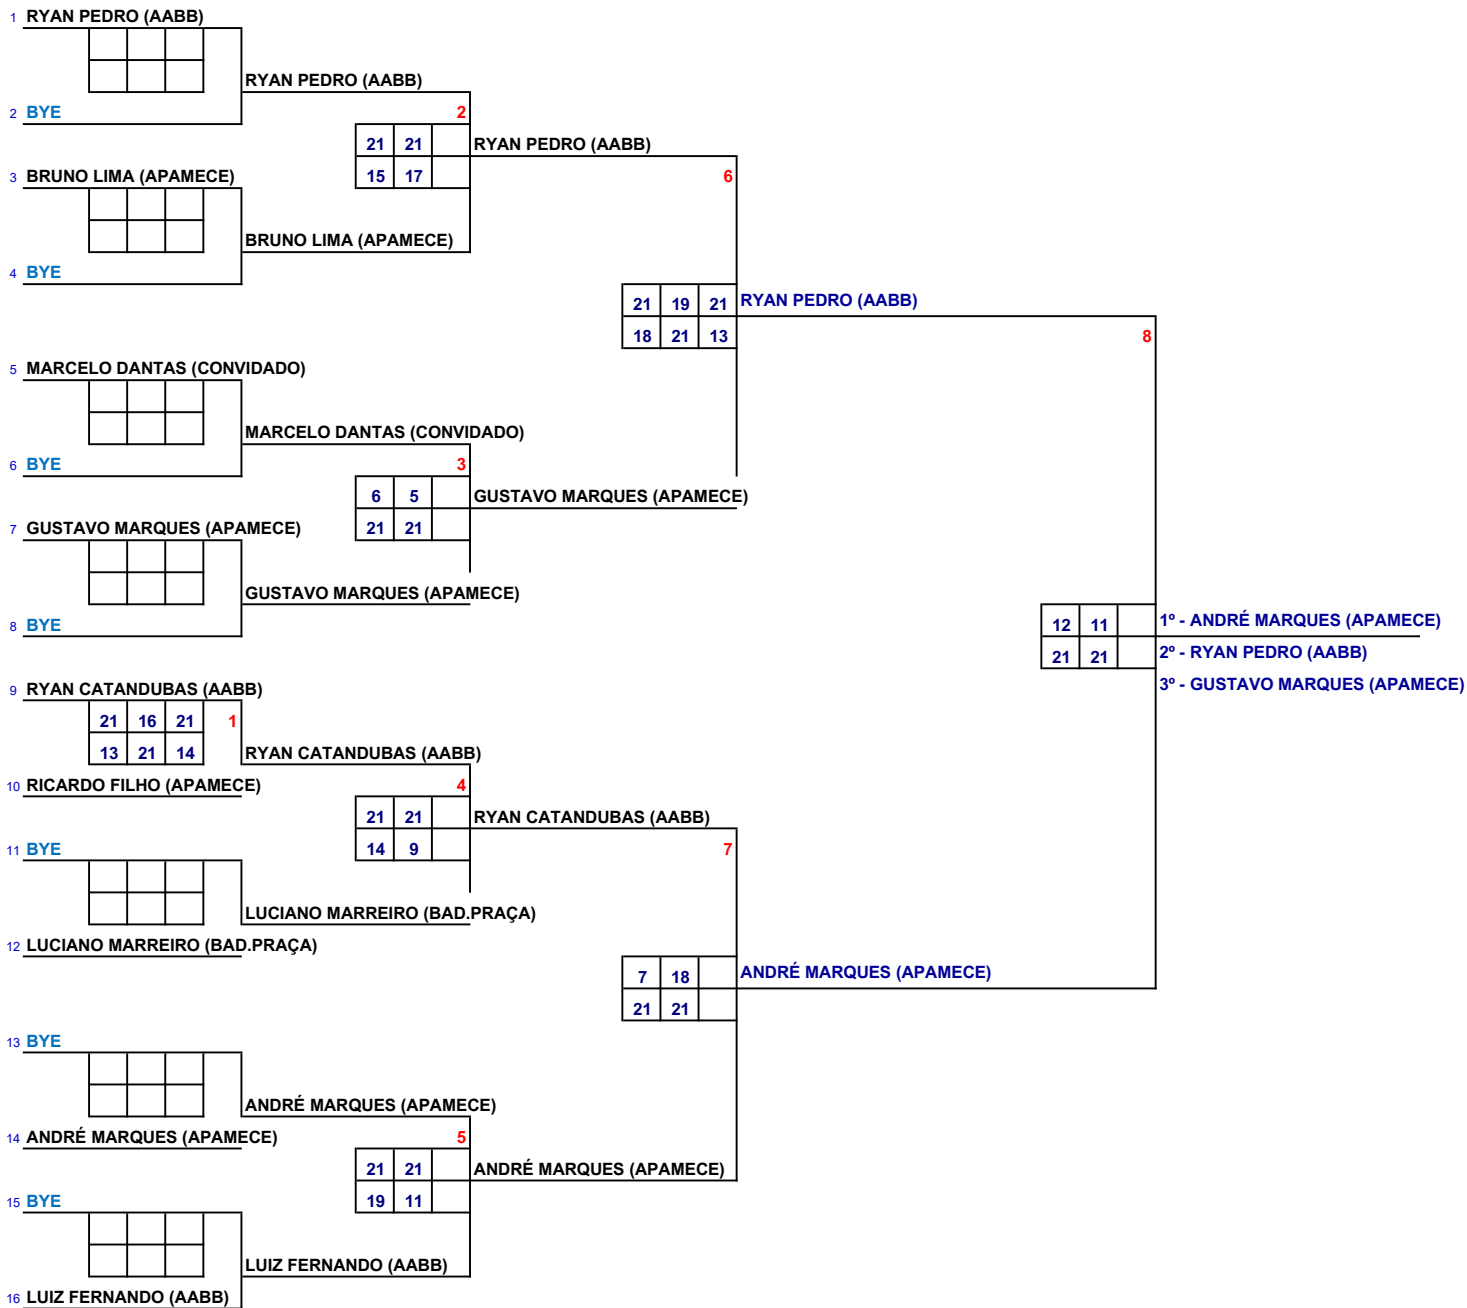 1 RYAN PEDRO (AABB)
RYAN PEDRO (AABB)
2 BYE
2
21 21
RYAN PEDRO (AABB)
15 17
3 BRUNO LIMA (APAMECE)
6
BRUNO LIMA (APAMECE)
4 BYE
21 19 21
RYAN PEDRO (AABB)
18 21 13
8
5 MARCELO DANTAS (CONVIDADO)
MARCELO DANTAS (CONVIDADO)
6 BYE
3
6 5
GUSTAVO MARQUES (APAMECE)
21 21
7 GUSTAVO MARQUES (APAMECE)
GUSTAVO MARQUES (APAMECE)
8 BYE
12 11
1º - ANDRÉ MARQUES (APAMECE)
21 21
2º - RYAN PEDRO (AABB)
3º - GUSTAVO MARQUES (APAMECE)
9 RYAN CATANDUBAS (AABB)
21 16 21
1
13 21 14
RYAN CATANDUBAS (AABB)
10 RICARDO FILHO (APAMECE)
4
21 21
RYAN CATANDUBAS (AABB)
14 9
11 BYE
7
LUCIANO MARREIRO (BAD.PRAÇA)
12 LUCIANO MARREIRO (BAD.PRAÇA)
7 18
ANDRÉ MARQUES (APAMECE)
21 21
13 BYE
ANDRÉ MARQUES (APAMECE)
14 ANDRÉ MARQUES (APAMECE)
5
21 21
ANDRÉ MARQUES (APAMECE)
19 11
15 BYE
LUIZ FERNANDO (AABB)
16 LUIZ FERNANDO (AABB)